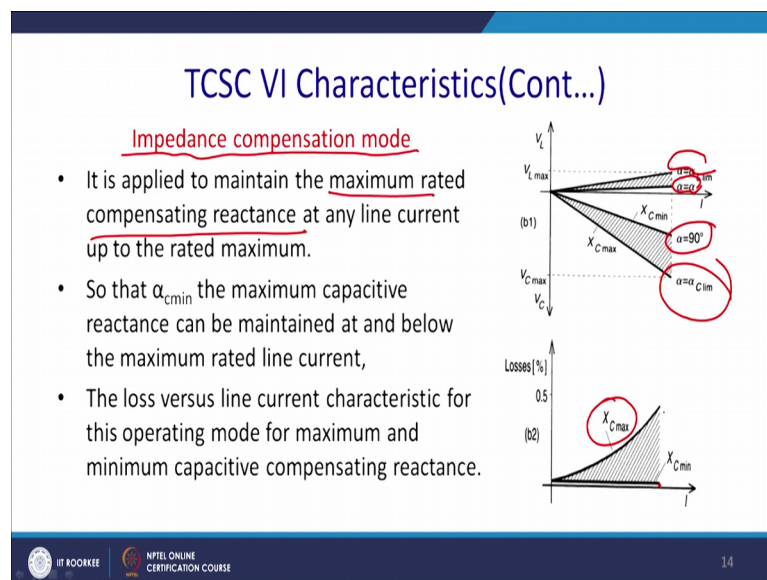 TCSC VI Characteristics(Cont...)
Impedance compensation mode
• It is applied to maintain the maximum rated
compensating reactance at any line current
up to the rated maximum.
• So that αcmin the maximum capacitive
reactance can be maintained at and below
the maximum rated line current,
• The loss versus line current characteristic for
this operating mode for maximum and
minimum capacitive compensating reactance.
VL
VL max
lim
α=α
I
(b1)
XC min
XC max
α=90°
VC max
α=αC lim
VC
Losses[%]
0.5
XC max
(b2)
XC min
I
IIT ROORKEE
NPTEL ONLINE
CERTIFICATION COURSE
14